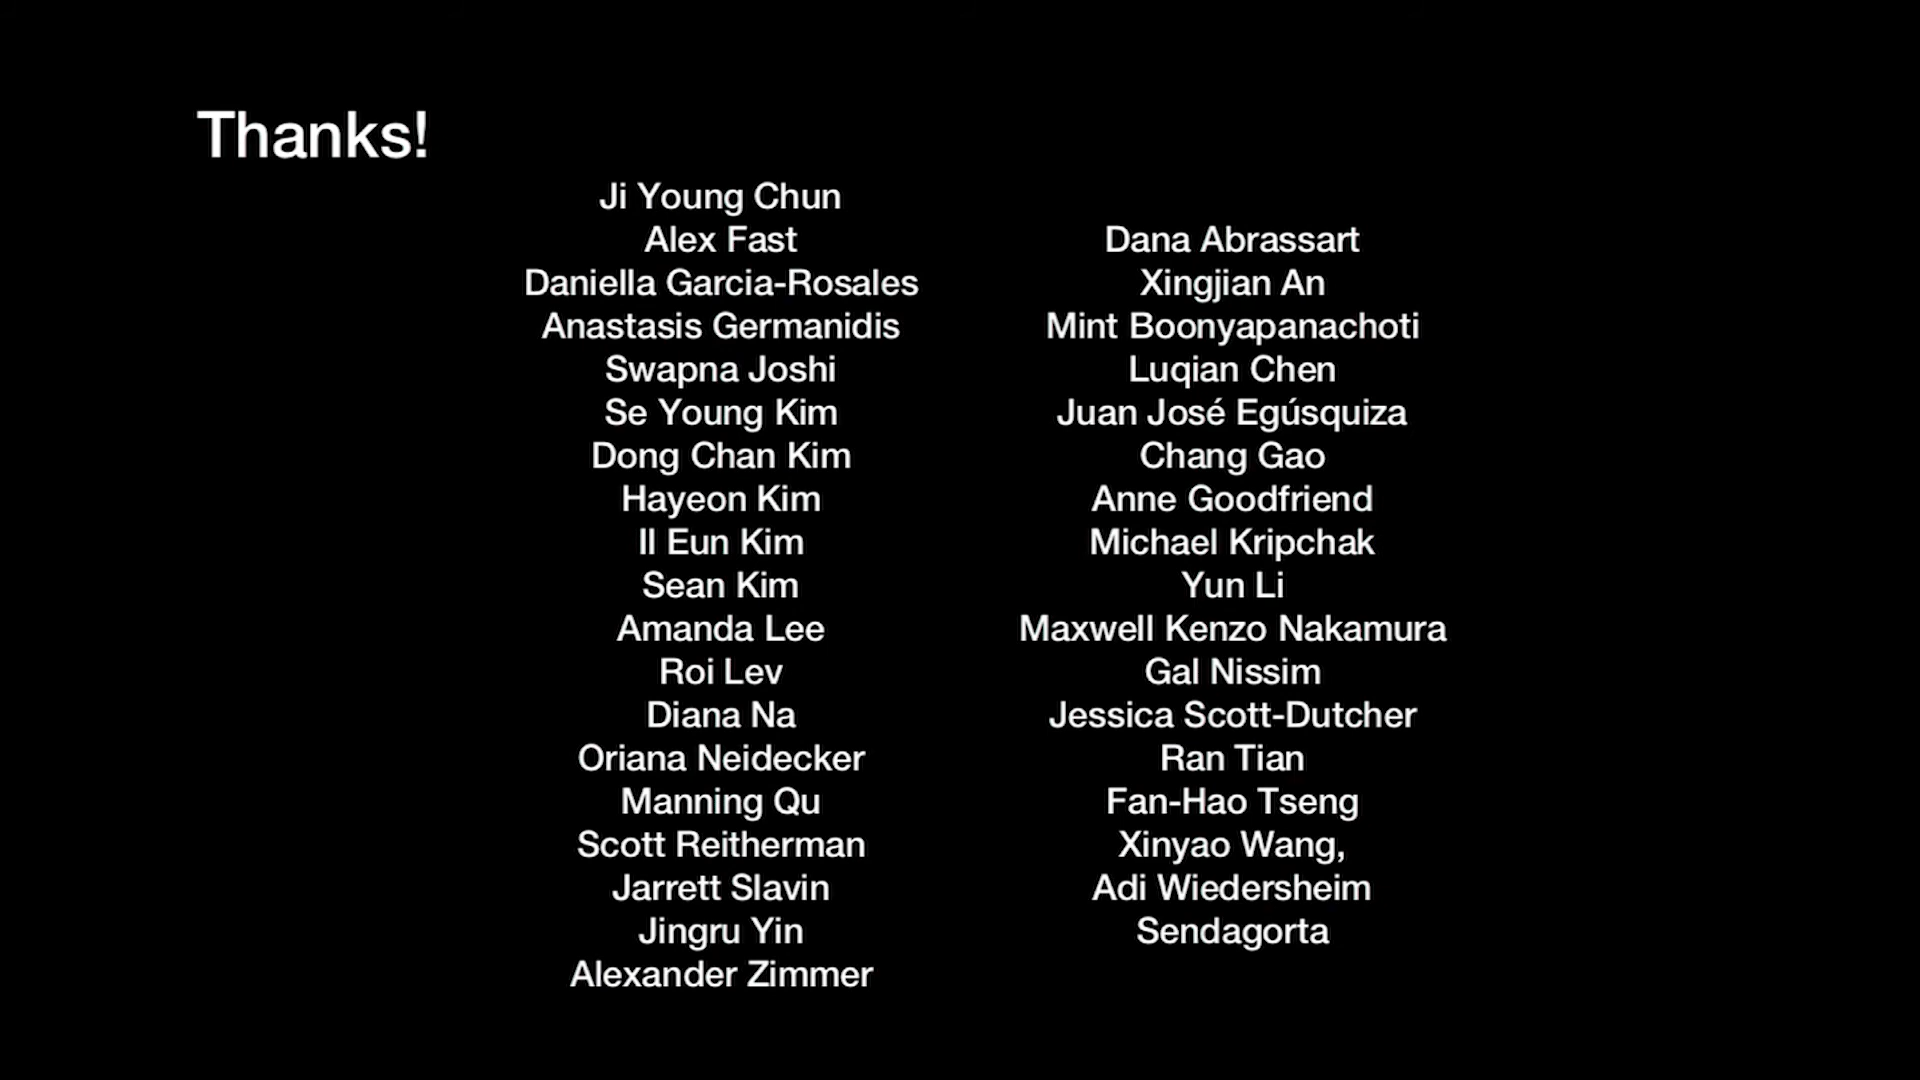 Thanks!
Ji Young Chun
Alex Fast
Daniella Garcia-Rosales
Anastasis Germanidis
Swapna Joshi
Se Young Kim
Dong Chan Kim
Hayeon Kim
Il Eun Kim
Sean Kim
Amanda Lee
Roi Lev
Diana Na
Oriana Neidecker
Manning Qu
Scott Reitherman
Jarrett Slavin
Jingru Yin
Alexander Zimmer
Dana Abrassart
Xingjian An
Mint Boonyapanachoti
Luqian Chen
Juan José Egúsquiza
Chang Gao
Anne Goodfriend
Michael Kripchak
Yun Li
Maxwell Kenzo Nakamura
Gal Nissim
Jessica Scott-Dutcher
Ran Tian
Fan-Hao Tseng
Xinyao Wang,
Adi Wiedersheim
Sendagorta